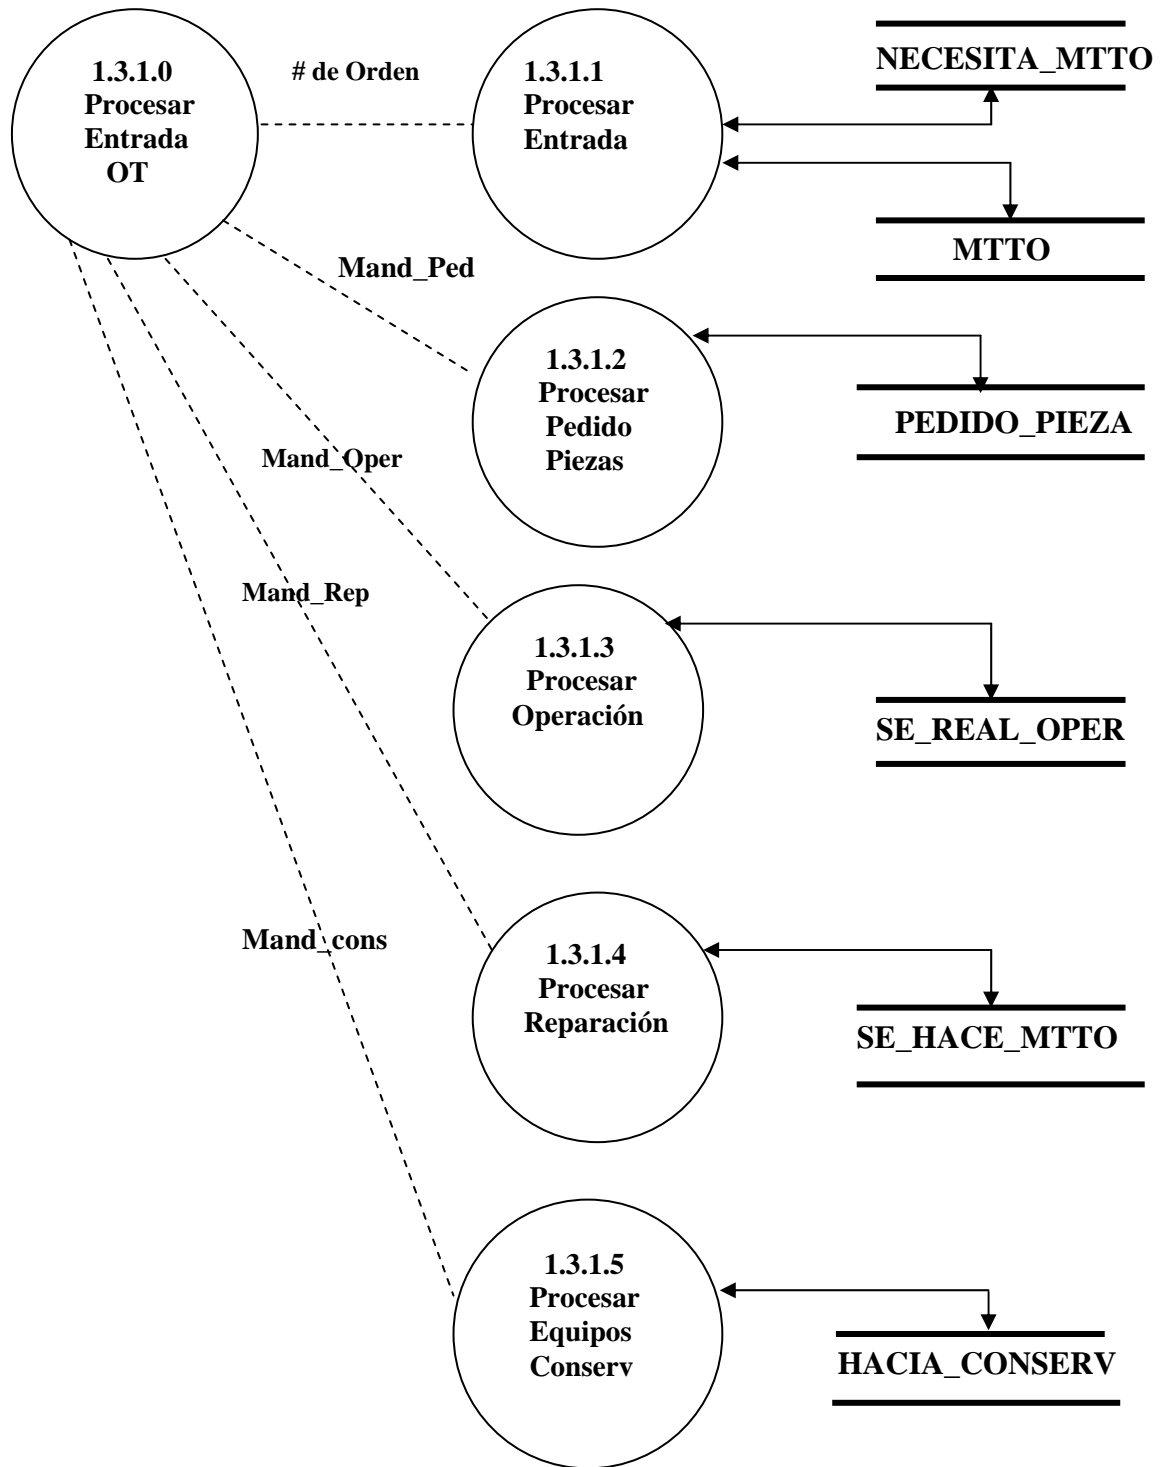 1.3.1.0
Procesar
Entrada
OT
# de Orden
1.3.1.1
Procesar
Entrada
NECESITA_MTTO
MTTO
Mand_Ped
1.3.1.2
Procesar
Pedido
Piezas
PEDIDO_PIEZA
Mand_Oper
Mand_Rep
1.3.1.3
Procesar
Operación
SE_REAL_OPER
Mand_cons
1.3.1.4
Procesar
Reparación
SE_HACE_MTTO
1.3.1.5
Procesar
Equipos
Conserv
HACIA_CONSERV